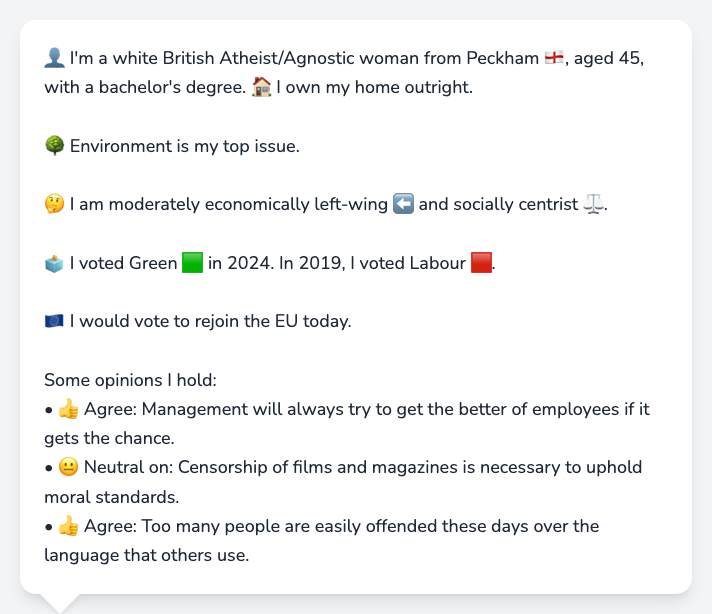 👤 I'm a white British Atheist/Agnostic woman from Peckham 🏴󠁧󠁢󠁥󠁮󠁧󠁿, aged 45,
with a bachelor's degree. 🏠 I own my home outright.
🌳 Environment is my top issue.
🤔 I am moderately economically left-wing ⬅️ and socially centrist ⚖️.
🗳️ I voted Green 🟩 in 2024. In 2019, I voted Labour 🟥.
🇪🇺 I would vote to rejoin the EU today.
Some opinions I hold:
• 👍 Agree: Management will always try to get the better of employees if it
gets the chance.
• 😐 Neutral on: Censorship of films and magazines is necessary to uphold
moral standards.
• 👍 Agree: Too many people are easily offended these days over the
language that others use.